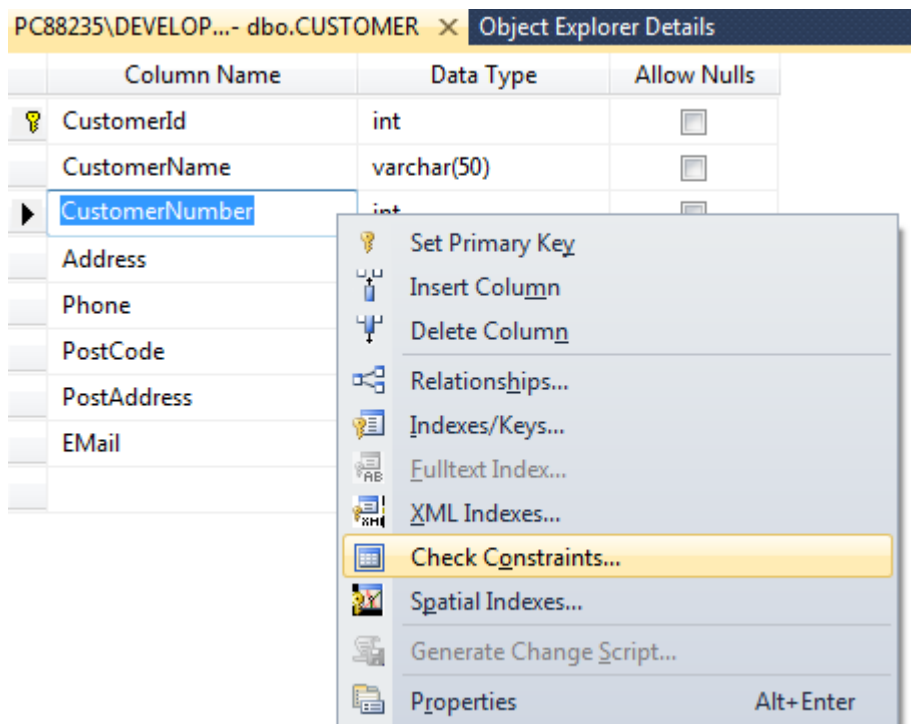 PC88235\DEVELOP...- dbo.CUSTOMER Object Explorer Details
Column Name Data Type Allow Nulls
CustomerId int
CustomerName varchar(50)
CustomerNumber int
Address
Phone
PostCode
PostAddress
EMail
Set Primary Key
Insert Column
Delete Column
Relationships...
Indexes/Keys...
Fulltext Index...
XML Indexes...
Check Constraints...
Spatial Indexes...
Generate Change Script...
Properties Alt+Enter